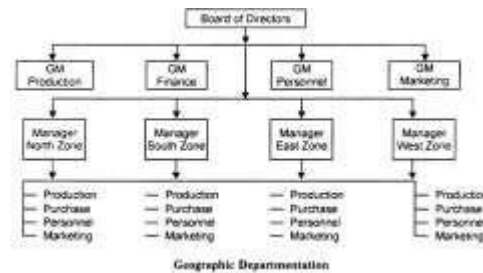 Board of Directors
GM
Production
GM
Finance
GM
Personnel
GM
Marketing
Manager
North Zone
Manager
South Zone
Manager
East Zone
Manager
West Zone
Production
Purchase
Personnel
Marketing
Production
Purchase
Personnel
Marketing
Production
Purchase
Personnel
Marketing
Production
Purchase
Personnel
Marketing
Geographic Departmentation